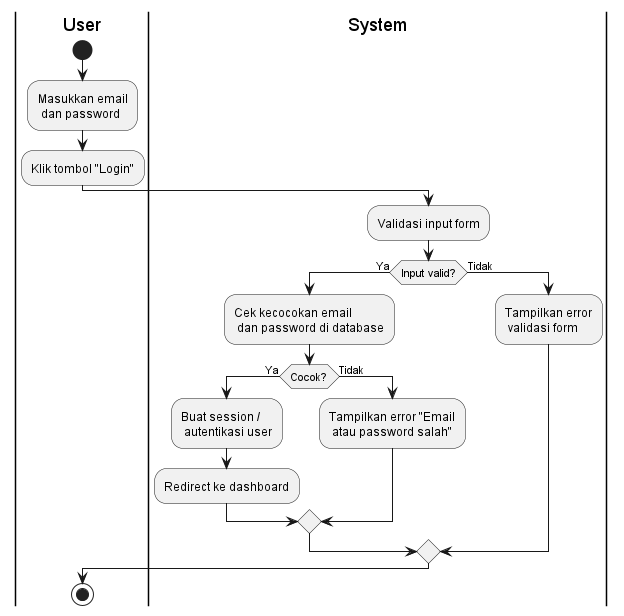 User
System
Masukkan email
dan password
Klik tombol "Login"
Validasi input form
Input valid?
Ya
Tidak
Cek kecocokan email
dan password di database
Tampilkan error
validasi form
Cocok?
Ya
Tidak
Buat session /
autentikasi user
Tampilkan error "Email
atau password salah"
Redirect ke dashboard